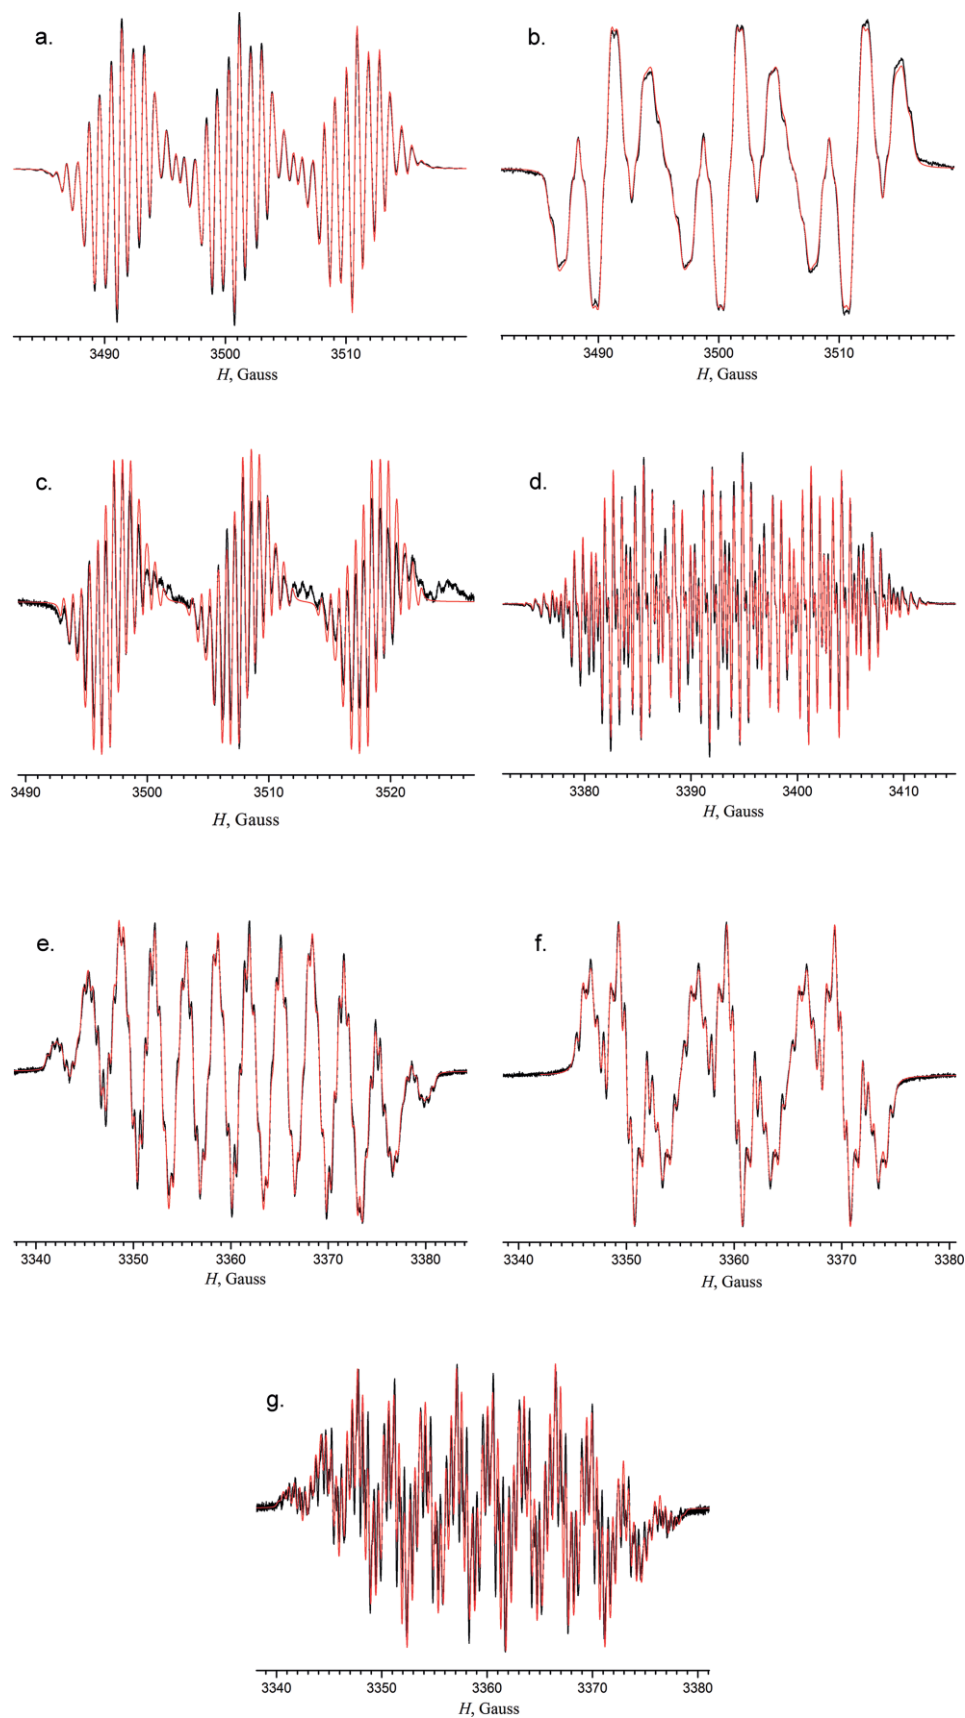 a. b.
3490 3500 3510 3490 3500 3510
H, Gauss H, Gauss
c. d.
3490 3500 3510 3520 3380 3390 3400 3410
H, Gauss H, Gauss
e. f.
3340 3350 3360 3370 3380 3340 3350 3360 3370 3380
H, Gauss H, Gauss
g.
3340 3350 3360 3370 3380
H, Gauss